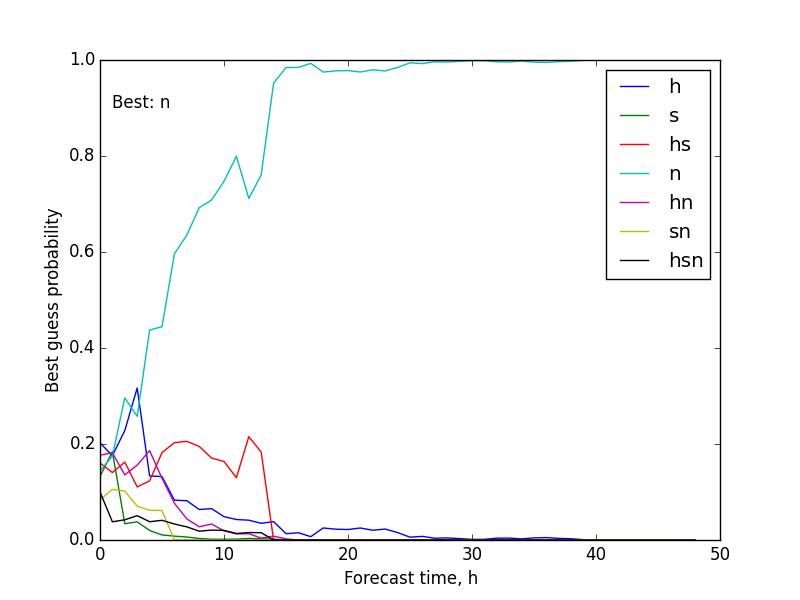 1.0
0.8
0.6
0.4
0.2
0.0
Best guess probability
Best: n
h
s
hs
n
hn
sn
hsn
0 10 20 30 40 50
Forecast time, h